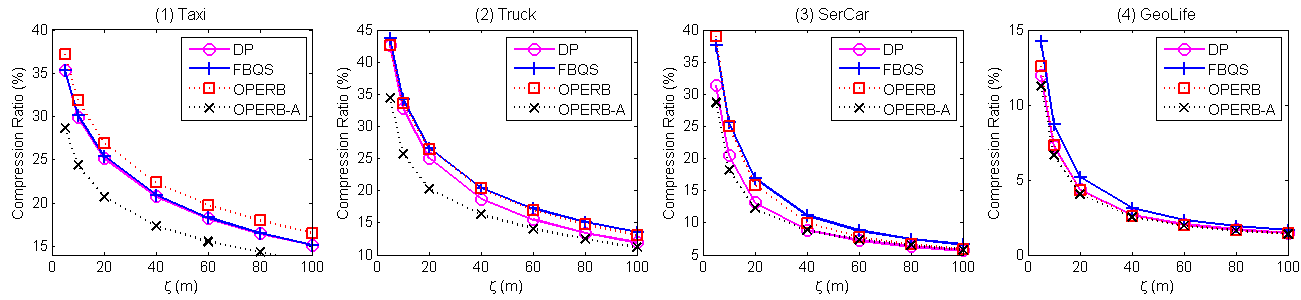 (1) Taxi
Compression Ratio (%)
40
35
30
25
20
15
0 20 40 60 80 100
ζ (m)
DP
FBQS
OPERB
OPERB-A
(2) Truck
Compression Ratio (%)
45
40
35
30
25
20
15
10
0 20 40 60 80 100
ζ (m)
DP
FBQS
OPERB
OPERB-A
(3) SerCar
Compression Ratio (%)
40
35
30
25
20
15
10
5
0 20 40 60 80 100
ζ (m)
DP
FBQS
OPERB
OPERB-A
(4) GeoLife
Compression Ratio (%)
15
10
5
0
0 20 40 60 80 100
ζ (m)
DP
FBQS
OPERB
OPERB-A